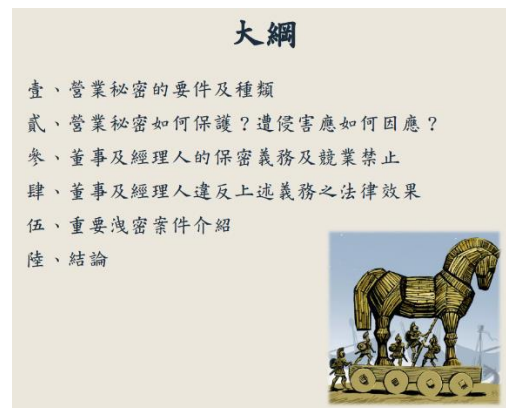 大綱
壹、營業秘密的要件及種類
貳、營業秘密如何保護？遭侵害應如何因應？
參、董事及經理人的保密義務及競業禁止
肆、董事及經理人違反上述義務之法律效果
伍、重要洩密案件介紹
陸、結論